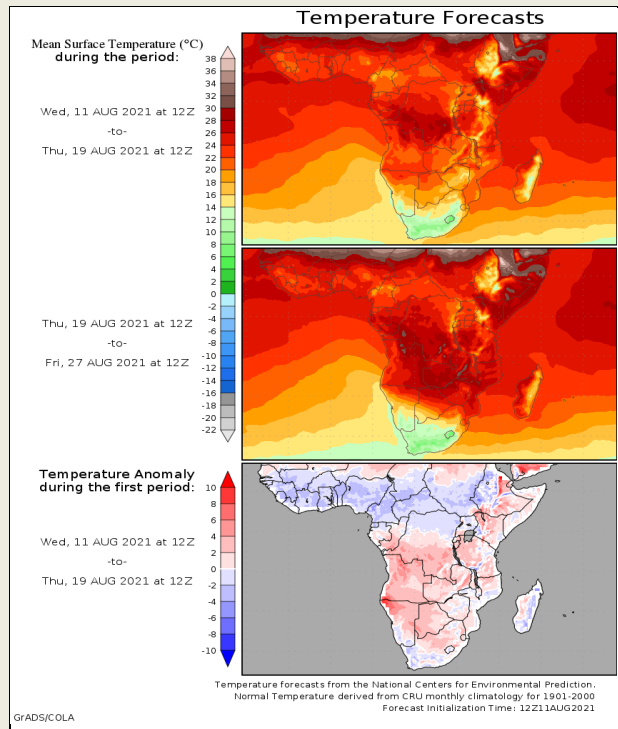 Temperature Forecasts
Mean Surface Temperature (°C)
during the period:
Wed, 11 AUG 2021 at 12Z
-to-
Thu, 19 AUG 2021 at 12Z
38
36
34
32
30
28
26
24
22
20
18
16
14
12
10
8
6
4
2
0
-2
-4
-6
-8
-10
-12
-14
-16
-18
-20
-22
Thu, 19 AUG 2021 at 12Z
-to-
Fri, 27 AUG 2021 at 12Z
Temperature Anomaly
during the first period:
Wed, 11 AUG 2021 at 12Z
-to-
Thu, 19 AUG 2021 at 12Z
10
8
6
4
2
0
-2
-4
-6
-8
-10
Temperature forecasts from the National Centers for Environmental Prediction.
Normal Temperature derived from CRU monthly climatology for 1901-2000
Forecast Initialization Time: 12Z11AUG2021
GrADS/COLA